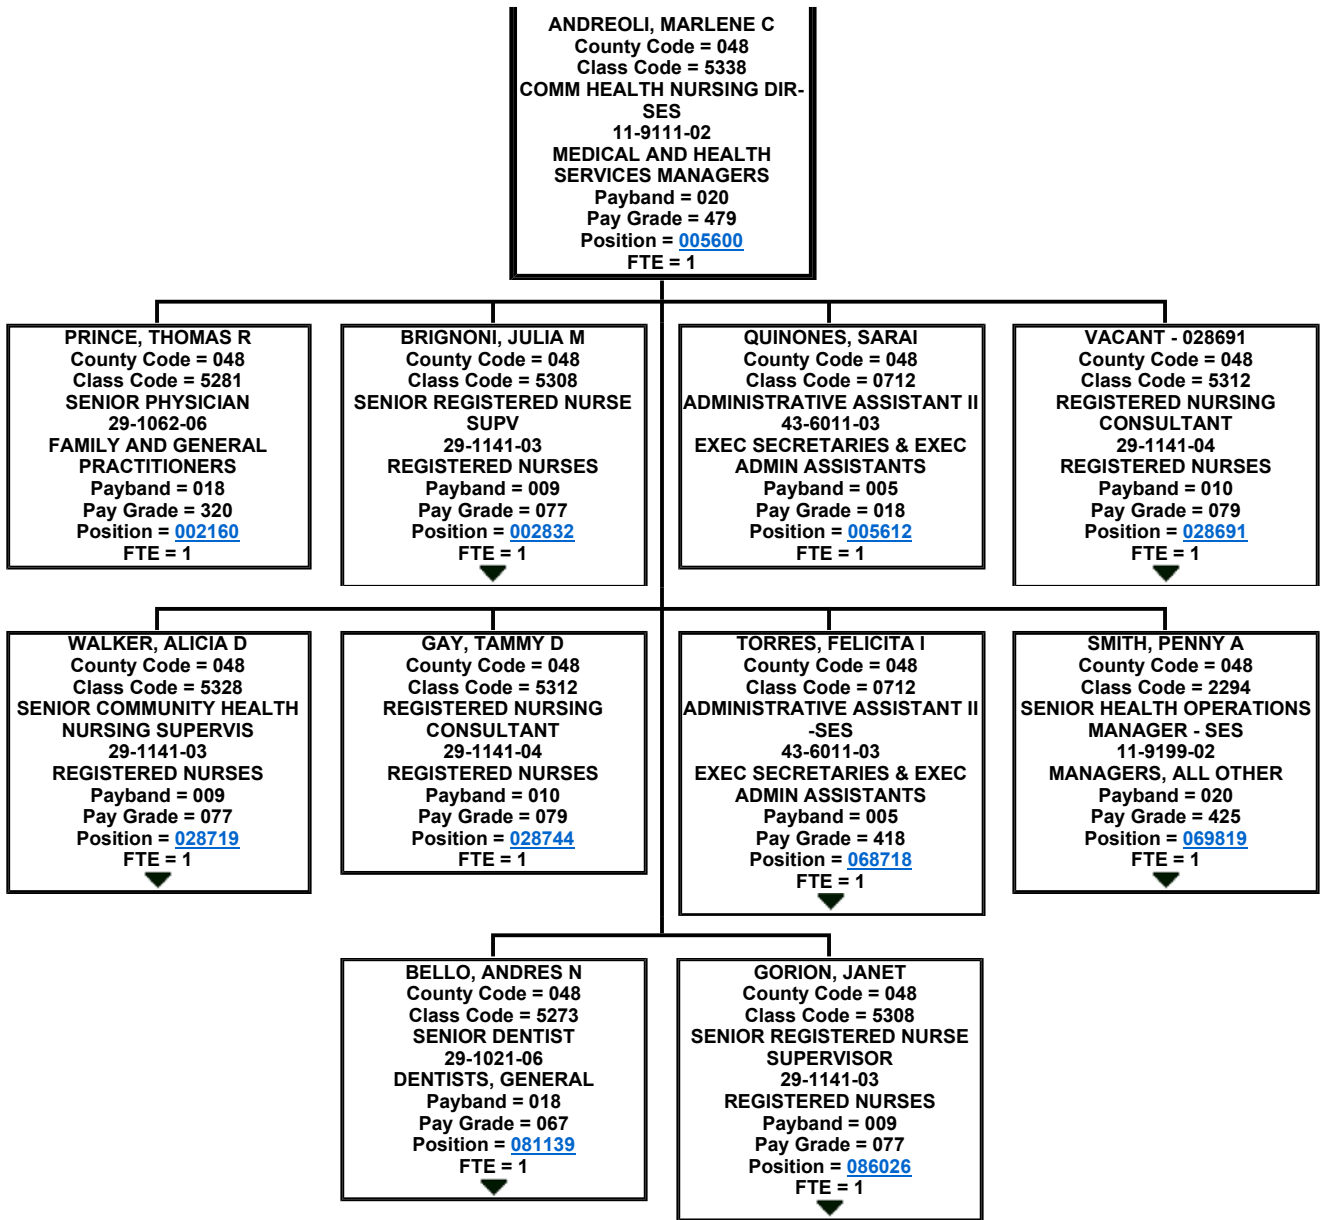 ANDREOLI, MARLENE C
County Code = 048
Class Code = 5338
COMM HEALTH NURSING DIR-
SES
11-9111-02
MEDICAL AND HEALTH
SERVICES MANAGERS
Payband = 020
Pay Grade = 479
Position = 005600
FTE = 1
PRINCE, THOMAS R
County Code = 048
Class Code = 5281
SENIOR PHYSICIAN
29-1062-06
FAMILY AND GENERAL
PRACTITIONERS
Payband = 018
Pay Grade = 320
Position = 002160
FTE = 1
BRIGNONI, JULIA M
County Code = 048
Class Code = 5308
SENIOR REGISTERED NURSE
SUPV
29-1141-03
REGISTERED NURSES
Payband = 009
Pay Grade = 077
Position = 002832
FTE = 1
QUINONES, SARAI
County Code = 048
Class Code = 0712
ADMINISTRATIVE ASSISTANT II
43-6011-03
EXEC SECRETARIES & EXEC
ADMIN ASSISTANTS
Payband = 005
Pay Grade = 018
Position = 005612
FTE = 1
VACANT - 028691
County Code = 048
Class Code = 5312
REGISTERED NURSING
CONSULTANT
29-1141-04
REGISTERED NURSES
Payband = 010
Pay Grade = 079
Position = 028691
FTE = 1
WALKER, ALICIA D
County Code = 048
Class Code = 5328
SENIOR COMMUNITY HEALTH
NURSING SUPERVIS
29-1141-03
REGISTERED NURSES
Payband = 009
Pay Grade = 077
Position = 028719
FTE = 1
GAY, TAMMY D
County Code = 048
Class Code = 5312
REGISTERED NURSING
CONSULTANT
29-1141-04
REGISTERED NURSES
Payband = 010
Pay Grade = 079
Position = 028744
FTE = 1
TORRES, FELICITA I
County Code = 048
Class Code = 0712
ADMINISTRATIVE ASSISTANT II
-SES
43-6011-03
EXEC SECRETARIES & EXEC
ADMIN ASSISTANTS
Payband = 005
Pay Grade = 418
Position = 068718
FTE = 1
SMITH, PENNY A
County Code = 048
Class Code = 2294
SENIOR HEALTH OPERATIONS
MANAGER - SES
11-9199-02
MANAGERS, ALL OTHER
Payband = 020
Pay Grade = 425
Position = 069819
FTE = 1
BELLO, ANDRES N
County Code = 048
Class Code = 5273
SENIOR DENTIST
29-1021-06
DENTISTS, GENERAL
Payband = 018
Pay Grade = 067
Position = 081139
FTE = 1
GORION, JANET
County Code = 048
Class Code = 5308
SENIOR REGISTERED NURSE
SUPERVISOR
29-1141-03
REGISTERED NURSES
Payband = 009
Pay Grade = 077
Position = 086026
FTE = 1